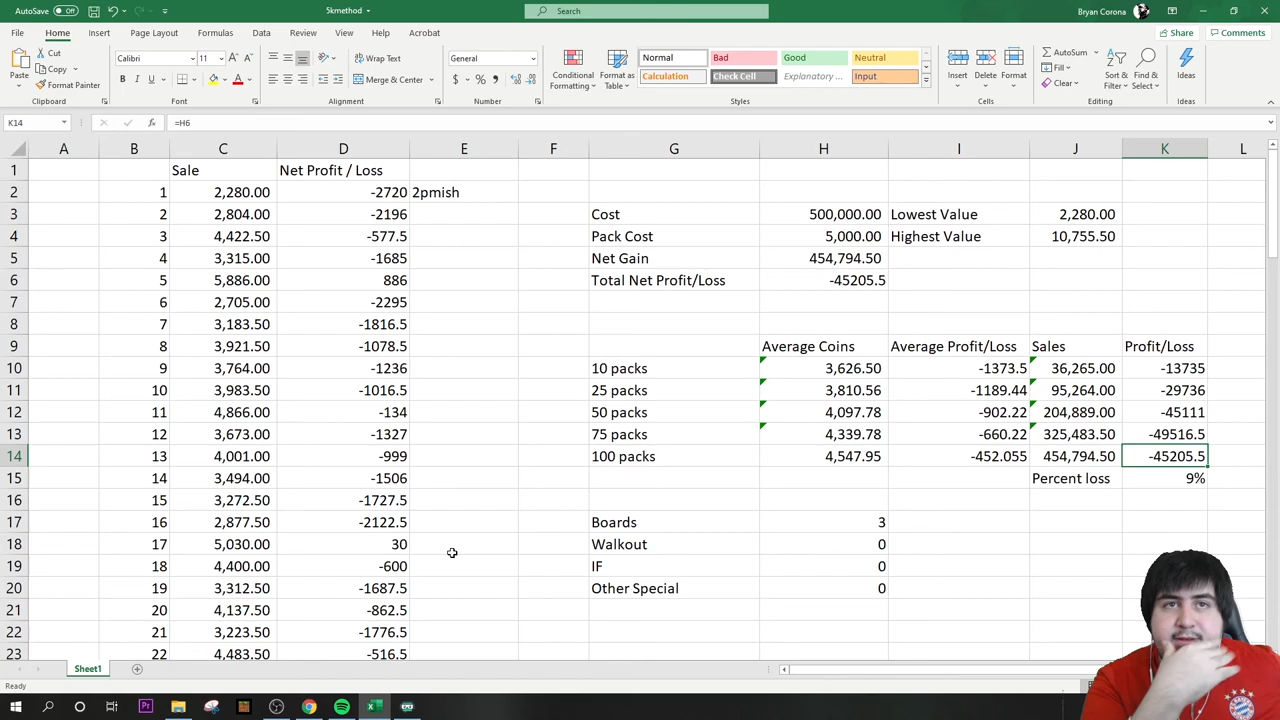 AutoSave Off 5kmethod Search Bryan Corona
File Home Insert Page Layout Formulas Data Review View Help Acrobat Share Comments
Paste Cut Calibri 11 Conditional Formatting Format as Table Normal Bad Good Neutral Insert Delete Format AutoSum Sort & Filter Find & Select Ideas
Copy Merge & Center General Calculation Check Cell Explanatory ... Input Fill
Format Painter Clear
Clipboard Font Alignment Number Styles Cells Editing Ideas
K14 =H6
A B C D E F G H I J K L
1 Sale Net Profit / Loss
2 1 2,280.00 -2720 2pmish
3 2 2,804.00 -2196 Cost 500,000.00 Lowest Value 2,280.00
4 3 4,422.50 -577.5 Pack Cost 5,000.00 Highest Value 10,755.50
5 4 3,315.00 -1685 Net Gain 454,794.50
6 5 5,886.00 886 Total Net Profit/Loss -45205.5
7 6 2,705.00 -2295
8 7 3,183.50 -1816.5
9 8 3,921.50 -1078.5 Average Coins Average Profit/Loss Sales Profit/Loss
10 9 3,764.00 -1236 10 packs 3,626.50 -1373.5 36,265.00 -13735
11 10 3,983.50 -1016.5 25 packs 3,810.56 -1189.44 95,264.00 -29736
12 11 4,866.00 -134 50 packs 4,097.78 -902.22 204,889.00 -45111
13 12 3,673.00 -1327 75 packs 4,339.78 -660.22 325,483.50 -49516.5
14 13 4,001.00 -999 100 packs 4,547.95 -452.055 454,794.50 -45205.5
15 14 3,494.00 -1506 Percent loss 9%
16 15 3,272.50 -1727.5
17 16 2,877.50 -2122.5 Boards 3
18 17 5,030.00 30 Walkout 0
19 18 4,400.00 -600 IF 0
20 19 3,312.50 -1687.5 Other Special 0
21 20 4,137.50 -862.5
22 21 3,223.50 -1776.5
23 22 4,483.50 -516.5
Sheet1
Ready